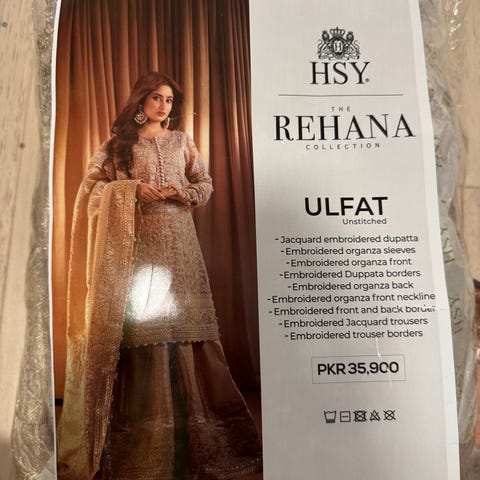 HSY
THE
REHANA
COLLECTION
ULFAT
Unstitched
-Jacquard embroidered dupatta
-Embroidered organza sleeves
-Embroidered organza front
-Embroidered Duppata borders
-Embroidered organza back
-Embroidered organza front neckline
-Embroidered front and back border
-Embroidered Jacquard trousers
-Embroidered trouser borders
PKR 35,900